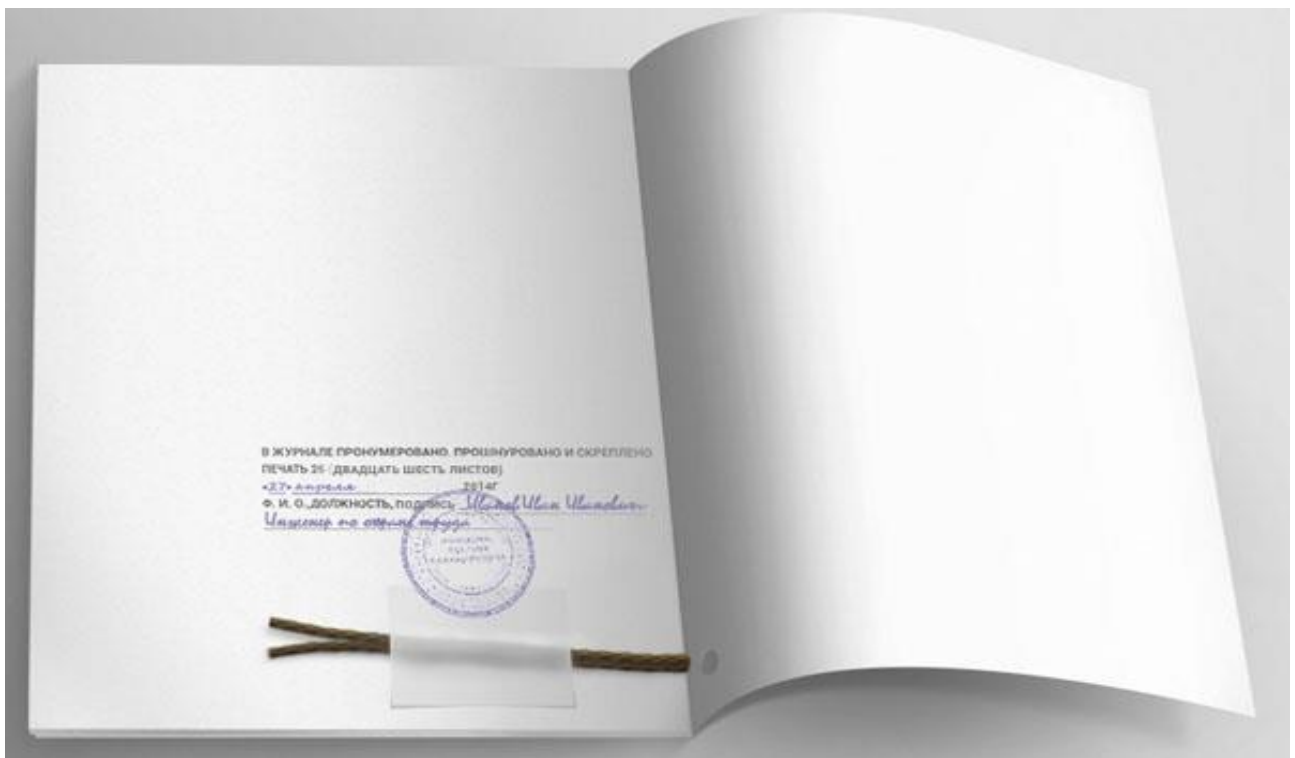 В ЖУРНАЛЕ ПРОНУМЕРОВАНО, ПРОШНУРОВАНО И СКРЕПЛЕНО
ПЕЧАТЬ 26 (ДВАДЦАТЬ ШЕСТЬ ЛИСТОВ)
«27» апреля 2014Г
Ф. И. О., ДОЛЖНОСТЬ, подпись Иванов Иван Иванович
Инженер по охране труда